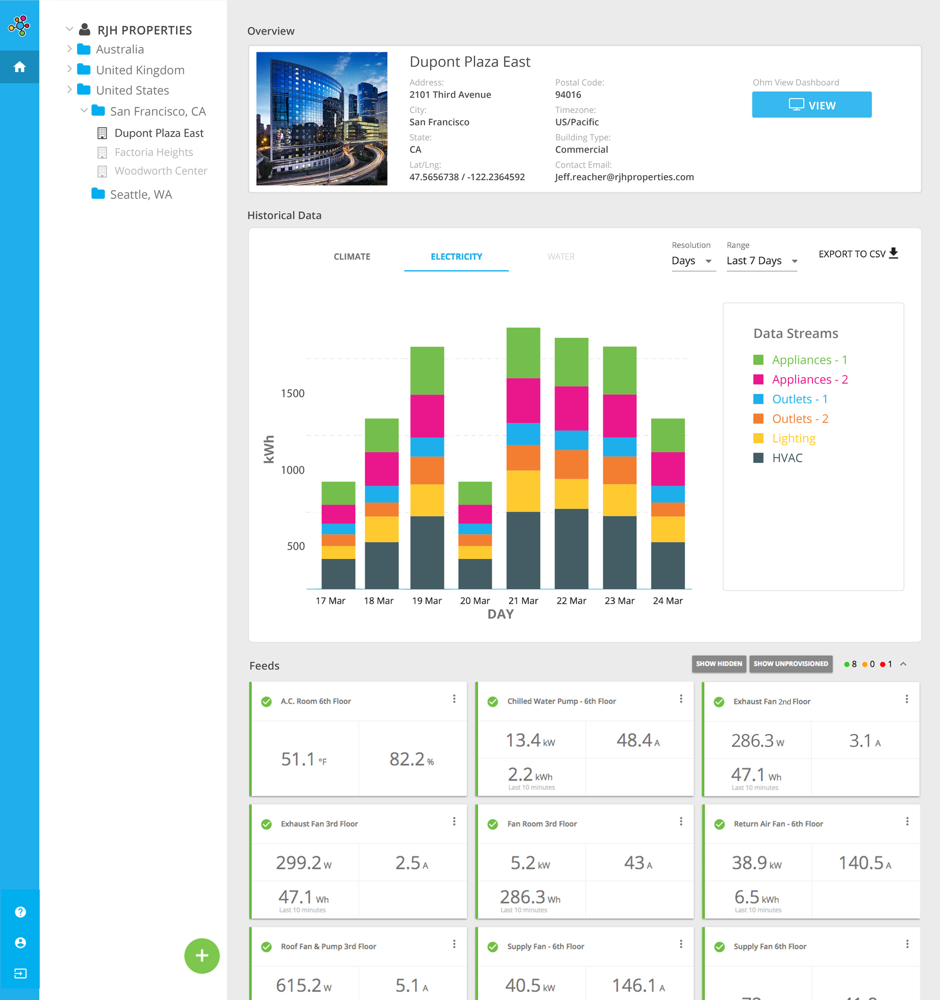 RJH PROPERTIES
Australia
United Kingdom
United States
San Francisco, CA
Dupont Plaza East
Factoria Heights
Woodworth Center
Seattle, WA
Overview
Dupont Plaza East
Address:
2101 Third Avenue
City:
San Francisco
State:
CA
Lat/Lng:
47.5656738 / -122.2364592
Postal Code:
94016
Timezone:
US/Pacific
Building Type:
Commercial
Contact Email:
Jeff.reacher@rjhproperties.com
Ohm View Dashboard
VIEW
Historical Data
CLIMATE
ELECTRICITY
WATER
Resolution
Days
Range
Last 7 Days
EXPORT TO CSV
kWh
1500
1000
500
17 Mar
18 Mar
19 Mar
20 Mar
21 Mar
22 Mar
23 Mar
24 Mar
DAY
Data Streams
Appliances - 1
Appliances - 2
Outlets - 1
Outlets - 2
Lighting
HVAC
Feeds
SHOW HIDDEN
SHOW UNPROVISIONED
8 0 1
A.C. Room 6th Floor
51.1 °F
82.2 %
Chilled Water Pump - 6th Floor
13.4 kW
48.4 A
2.2 kWh
Last 10 minutes
Exhaust Fan 2nd Floor
286.3 W
3.1 A
47.1 Wh
Last 10 minutes
Exhaust Fan 3rd Floor
299.2 W
2.5 A
47.1 Wh
Last 10 minutes
Fan Room 3rd Floor
5.2 kW
43 A
286.3 Wh
Last 10 minutes
Return Air Fan - 6th Floor
38.9 kW
140.5 A
6.5 kWh
Last 10 minutes
Roof Fan & Pump 3rd Floor
615.2 W
5.1 A
Supply Fan - 6th Floor
40.5 kW
146.1 A
Supply Fan 6th Floor